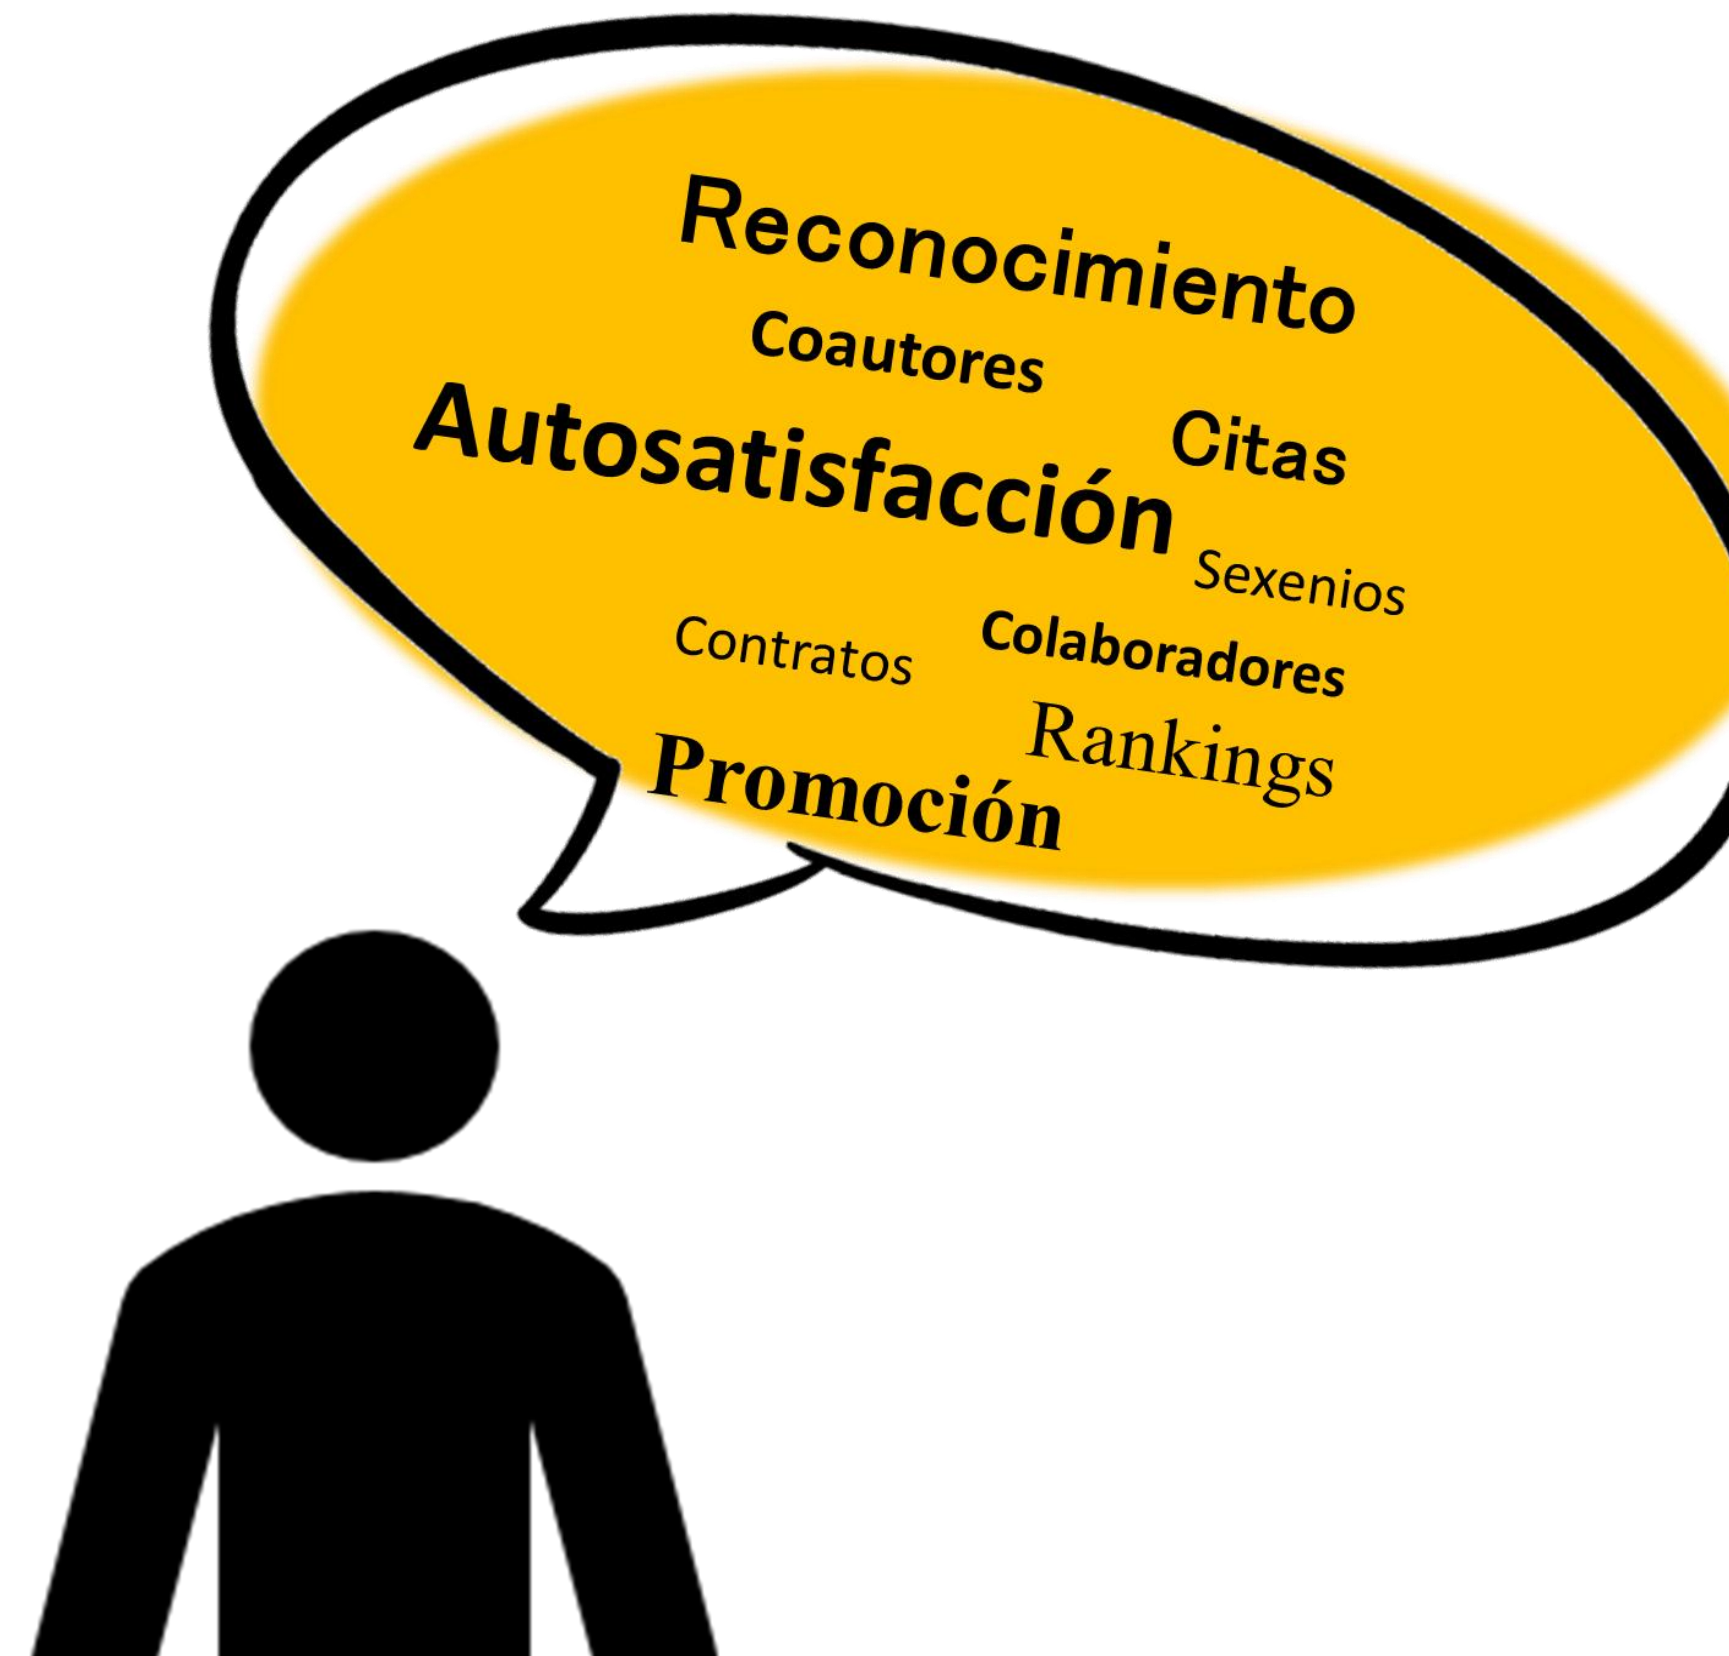 Reconocimiento
Coautores
Citas
Autosatisfacción
Sexenios
Contratos
Colaboradores
Rankings
Promoción